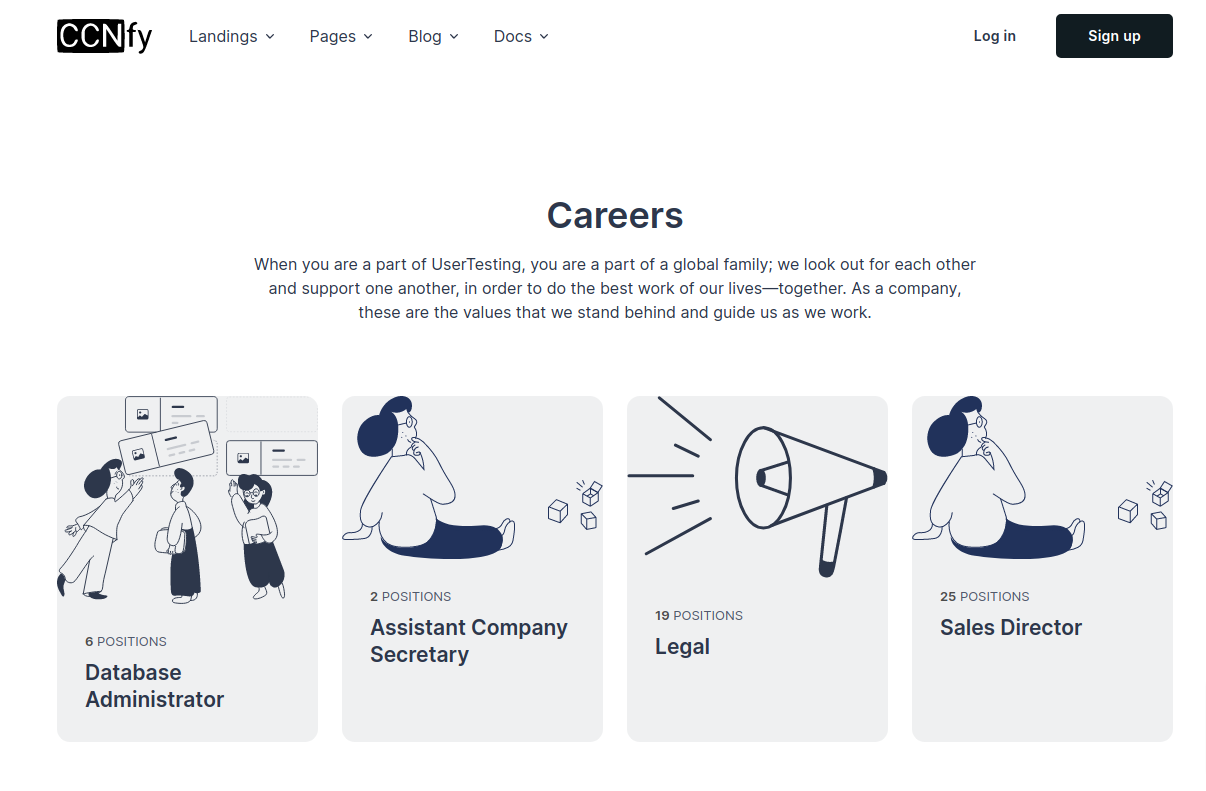 CCNfy
Landings
Pages
Blog
Docs
Log in
Sign up
Careers
When you are a part of UserTesting, you are a part of a global family; we look out for each other
and support one another, in order to do the best work of our lives—together. As a company,
these are the values that we stand behind and guide us as we work.
6 POSITIONS
Database
Administrator
2 POSITIONS
Assistant Company
Secretary
19 POSITIONS
Legal
25 POSITIONS
Sales Director